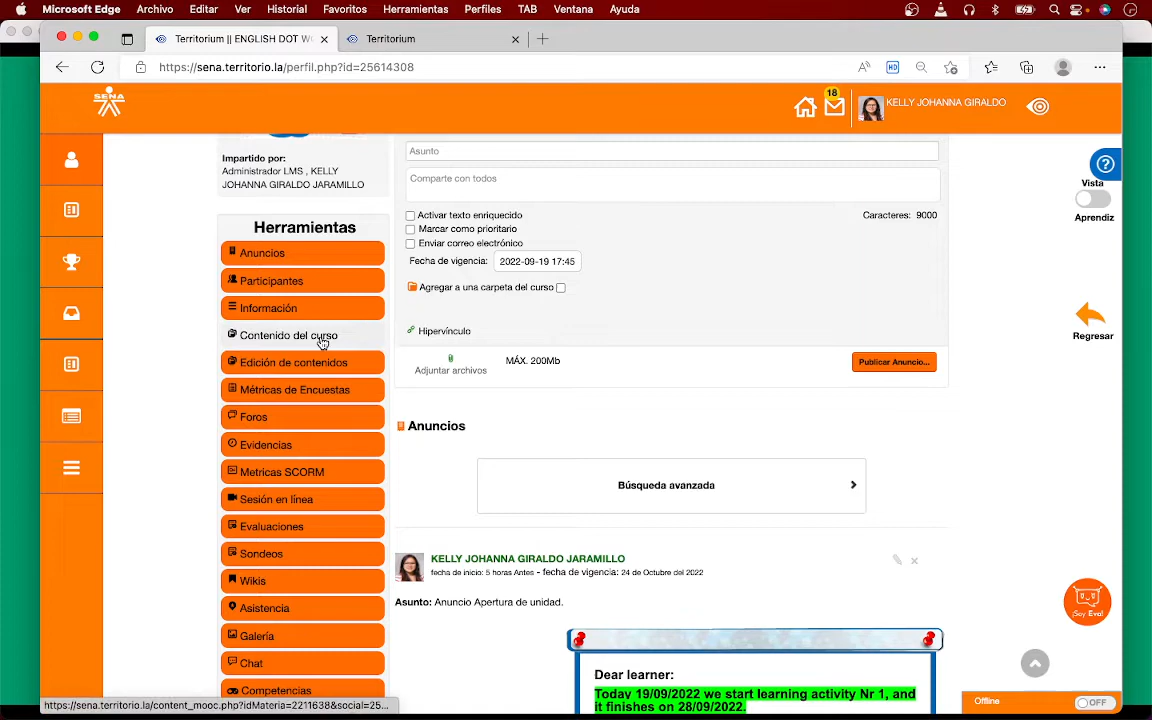 Microsoft Edge Archivo Editar Ver Historial Favoritos Herramientas Perfiles TAB Ventana Ayuda
Territorium || ENGLISH DOT W
Territorium
https://sena.territorio.la/perfil.php?id=25614308
SENA
18
KELLY JOHANNA GIRALDO
Impartido por:
Administrador LMS , KELLY
JOHANNA GIRALDO JARAMILLO
Herramientas
Anuncios
Participantes
Información
Contenido del curso
Edición de contenidos
Métricas de Encuestas
Foros
Evidencias
Metricas SCORM
Sesión en línea
Evaluaciones
Sondeos
Wikis
Asistencia
Galería
Chat
Competencias
Asunto
Comparte con todos
Activar texto enriquecido
Caracteres: 9000
Marcar como prioritario
Enviar correo electrónico
Fecha de vigencia: 2022-09-19 17:45
Agregar a una carpeta del curso
Hipervínculo
Adjuntar archivos
MÁX. 200Mb
Publicar Anuncio...
Anuncios
Búsqueda avanzada
KELLY JOHANNA GIRALDO JARAMILLO
fecha de inicio: 5 horas Antes - fecha de vigencia: 24 de Octubre del 2022
Asunto: Anuncio Apertura de unidad.
Dear learner:
Today 19/09/2022 we start learning activity Nr 1, and
it finishes on 28/09/2022.
Vista
Aprendiz
Regresar
¡Soy Eva!
Offline
OFF
https://sena.territorio.la/content_mooc.php?idMateria=2211638&social=25...